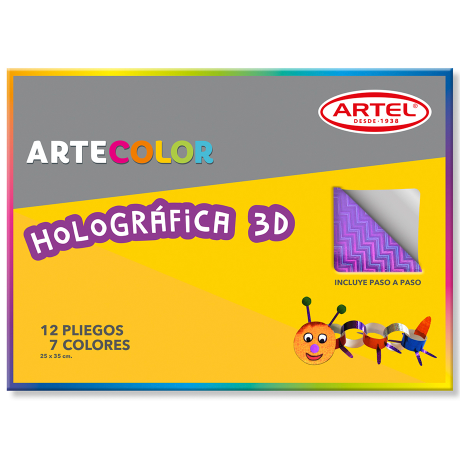 ARTEL
DESDE-1938
ARTECOLOR
HOLOGRÁFICA 3D
INCLUYE PASO A PASO
12 PLIEGOS
7 COLORES
25 x 35 cm.